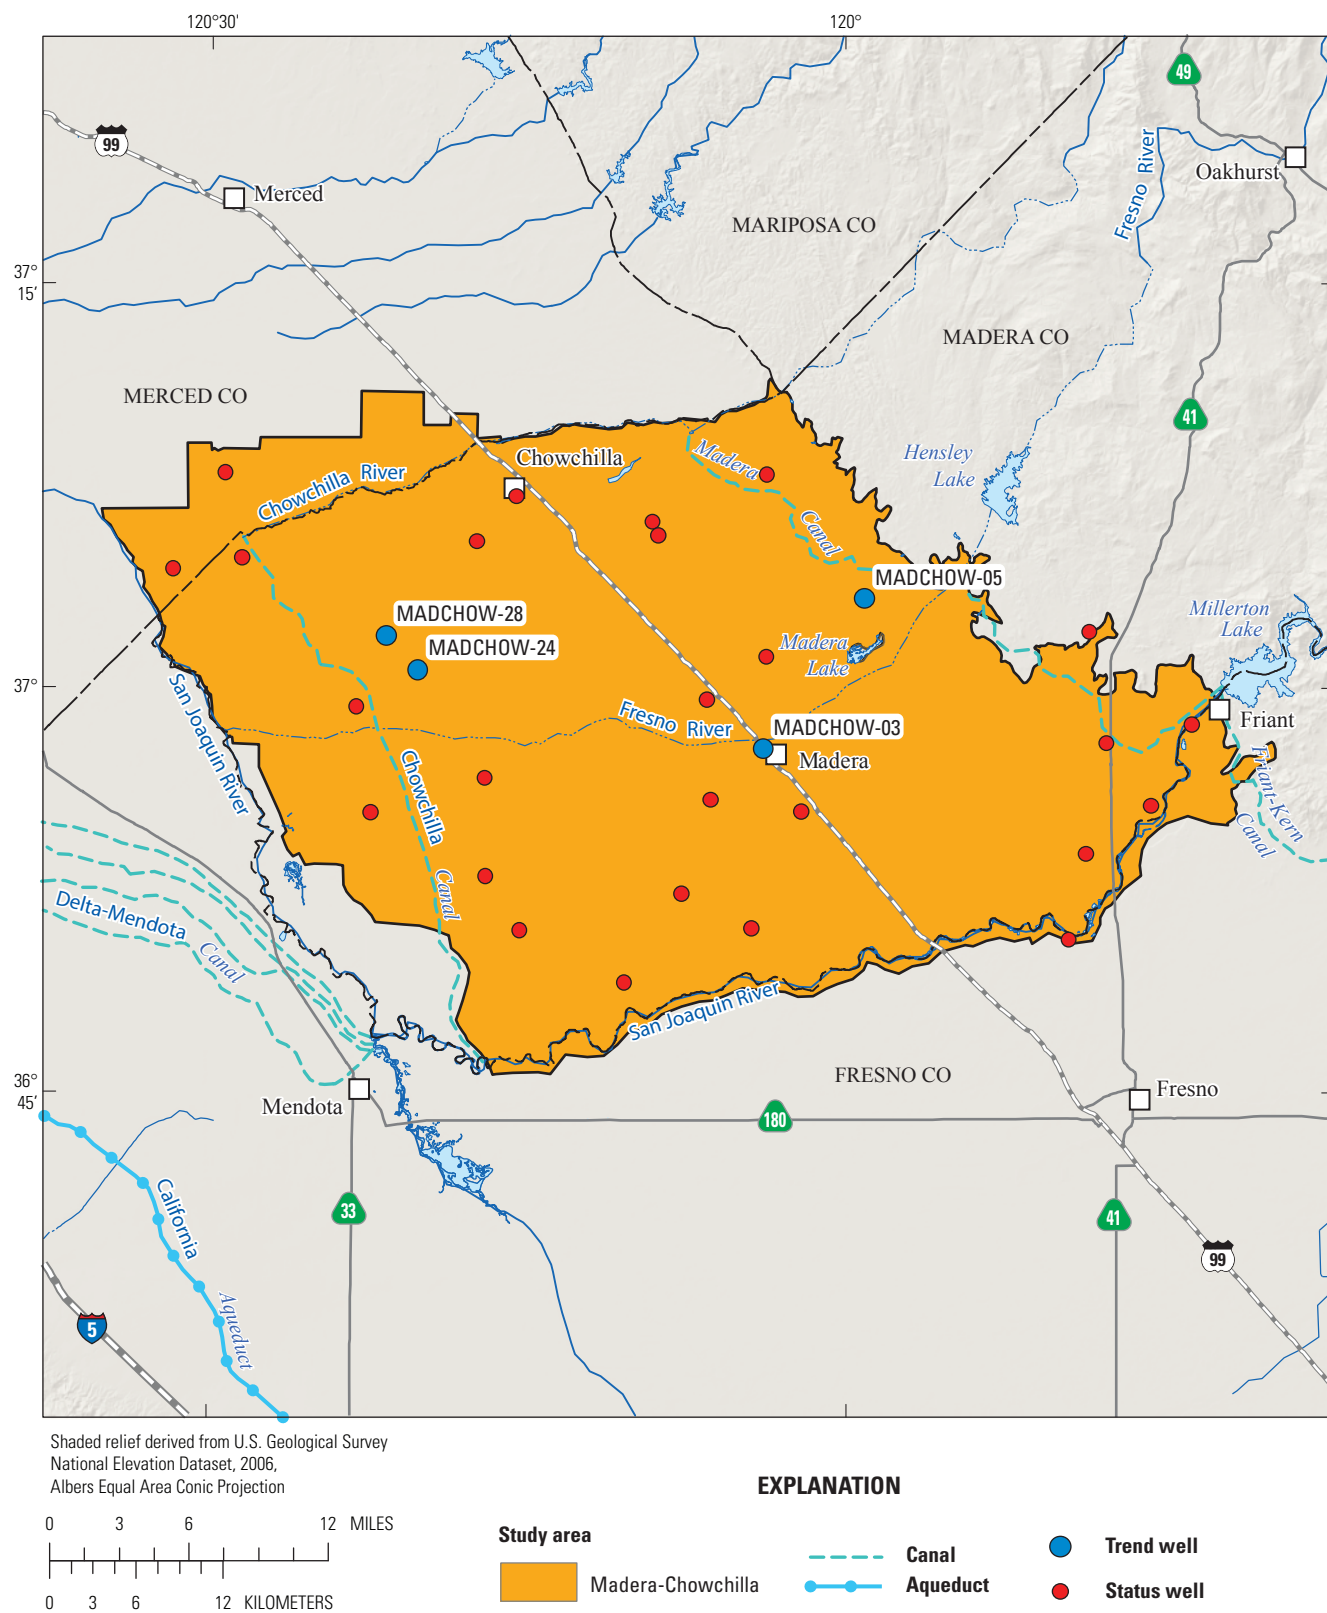 120°30'
120°
49
99
Merced
Fresno River
Oakhurst
MARIPOSA CO
37°
15'
MADERA CO
MERCED CO
41
Chowchilla
Madera
Hensley
Lake
Chowchilla River
Canal
MADCHOW-05
MADCHOW-28
Millerton
Lake
MADCHOW-24
Madera
Lake
37°
San Joaquin River
Fresno River
MADCHOW-03
Friant
Madera
Chowchilla
Canal
Friant-Kern
Canal
Delta-Mendota
Canal
San Joaquin River
36°
45'
FRESNO CO
Mendota
Fresno
180
California
Aqueduct
33
41
99
5
Shaded relief derived from U.S. Geological Survey
National Elevation Dataset, 2006,
Albers Equal Area Conic Projection
EXPLANATION
0 3 6 12 MILES
0 3 6 12 KILOMETERS
Study area
Madera-Chowchilla
Canal
Aqueduct
Trend well
Status well